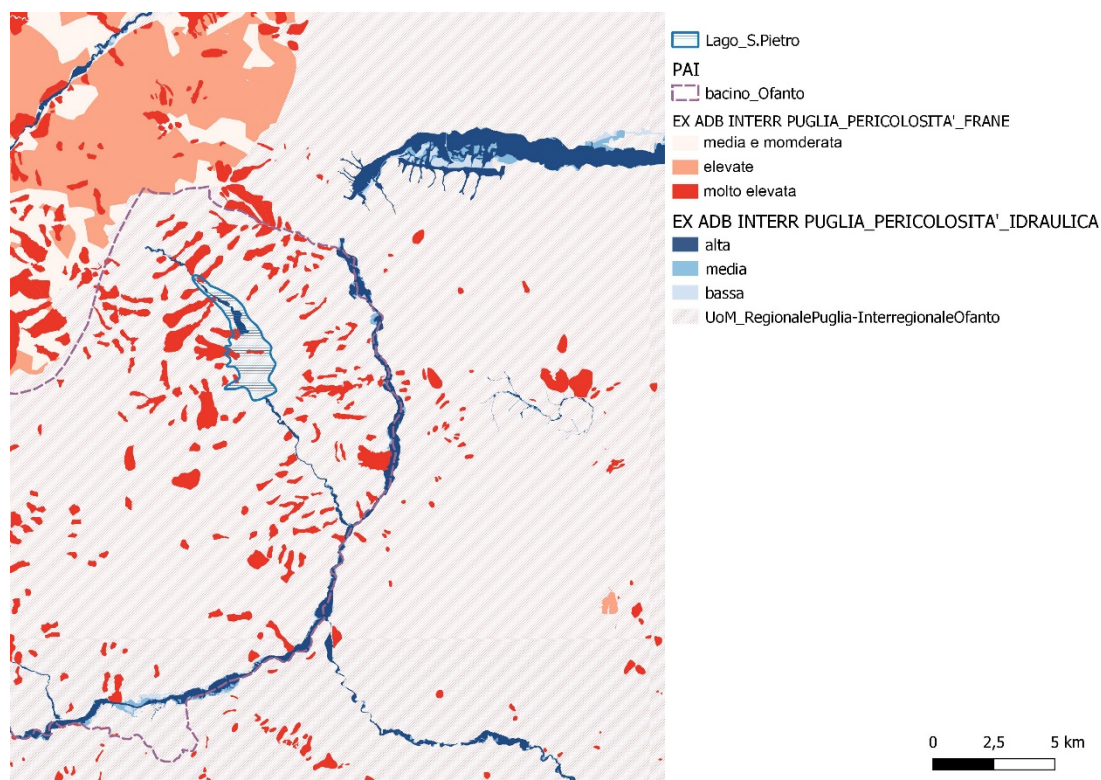 Lago_S.Pietro
PAI
bacino_Ofanto
EX ADB INTERR PUGLIA_PERICOLOSITA'_FRANE
media e momderata
elevate
molto elevata
EX ADB INTERR PUGLIA_PERICOLOSITA'_IDRAULICA
alta
media
bassa
UoM_RegionalePuglia-InterregionaleOfanto
0 2,5 5 km